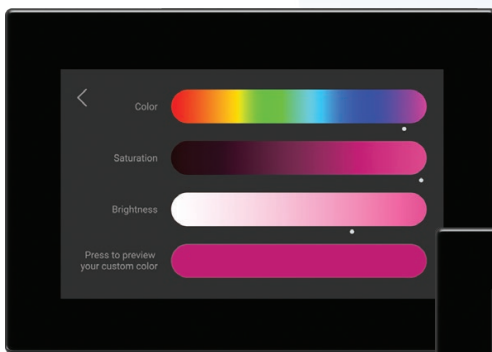 Color
Saturation
Brightness
Press to preview
your custom color